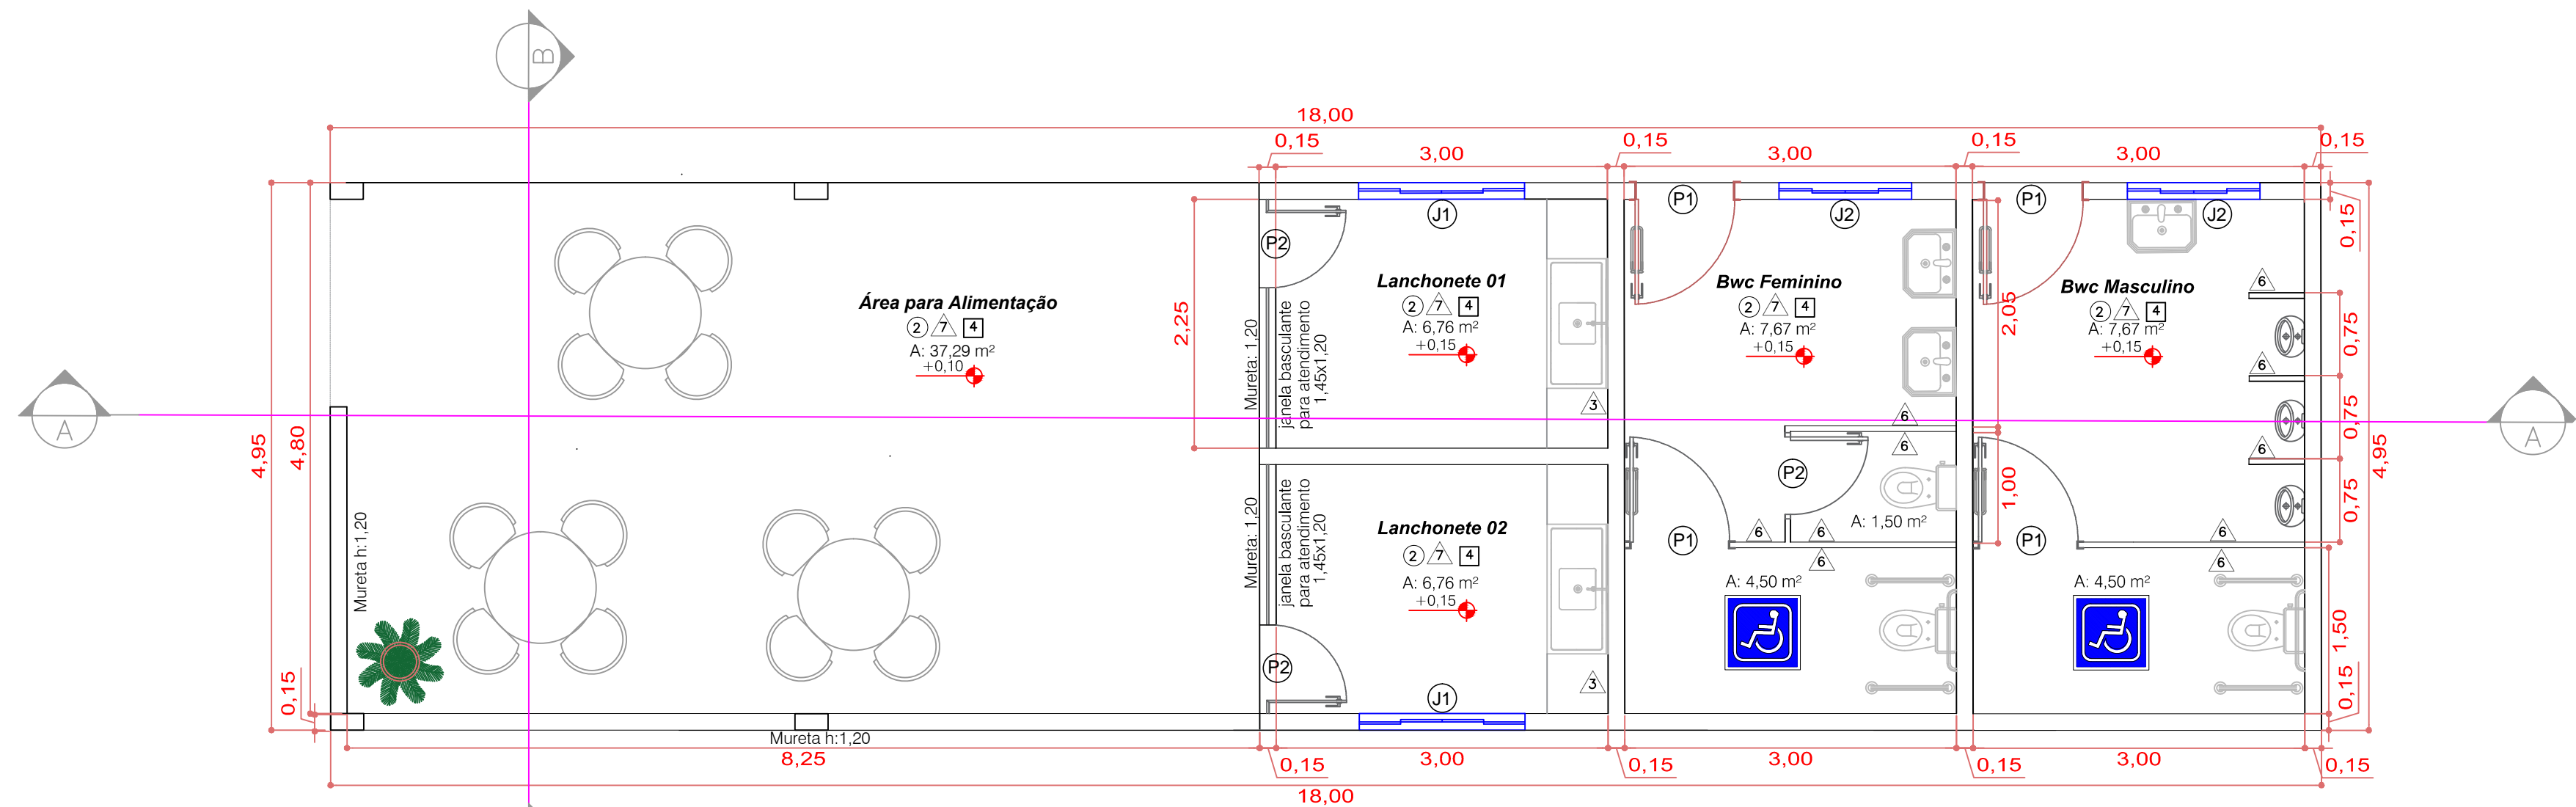 B
18,00
0,15
0,15
0,15
0,15
3,00
3,00
3,00
P1
J2
P1
J2
J1
P2
0,15
Área para Alimentação
2 7 4
A: 37,29 m²
+0,10
2,25
Mureta: 1,20
janela basculante
para atendimento
1,45x1,20
Lanchonete 01
2 7 4
A: 6,76 m²
+0,15
3
Bwc Feminino
2 7 4
A: 7,67 m²
+0,15
2,05
Bwc Masculino
2 7 4
A: 7,67 m²
+0,15
6
6
6
0,75
0,75
0,75
A
A
4,95
4,80
4,95
6
6
P2
1,00
A: 1,50 m²
P1
6
6
6
P1
6
6
Mureta h:1,20
Mureta: 1,20
janela basculante
para atendimento
1,45x1,20
Lanchonete 02
2 7 4
A: 6,76 m²
+0,15
3
A: 4,50 m²
A: 4,50 m²
1,50
0,15
0,15
P2
J1
Mureta h:1,20
8,25
0,15
3,00
0,15
3,00
0,15
3,00
0,15
18,00